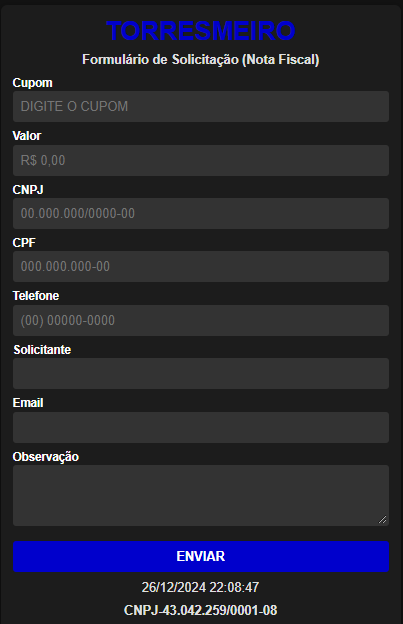 TORRESMEIRO
Formulário de Solicitação (Nota Fiscal)
Cupom
DIGITE O CUPOM
Valor
R$ 0,00
CNPJ
00.000.000/0000-00
CPF
000.000.000-00
Telefone
(00) 00000-0000
Solicitante
Email
Observação
ENVIAR
26/12/2024 22:08:47
CNPJ-43.042.259/0001-08